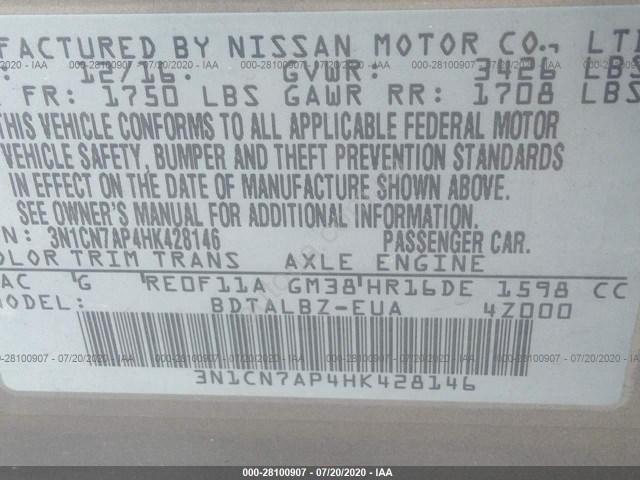 FACTURED BY NISSAN MOTOR CO., LT
: 12/16. GVWR: 3426 LBS
FR: 1750 LBS GAWR RR: 1708 LBS
THIS VEHICLE CONFORMS TO ALL APPLICABLE FEDERAL MOTOR
VEHICLE SAFETY, BUMPER AND THEFT PREVENTION STANDARDS
IN EFFECT ON THE DATE OF MANUFACTURE SHOWN ABOVE.
SEE OWNER'S MANUAL FOR ADDITIONAL INFORMATION.
N: 3N1CN7AP4HK428146 PASSENGER CAR.
OLOR TRIM TRANS AXLE ENGINE
AC G RE0F11A GM38 HR16DE 1598 CC
MODEL: BDTALBZ-EUA 4Z000
3N1CN7AP4HK428146
000-28100907 - 07/20/2020 - IAA